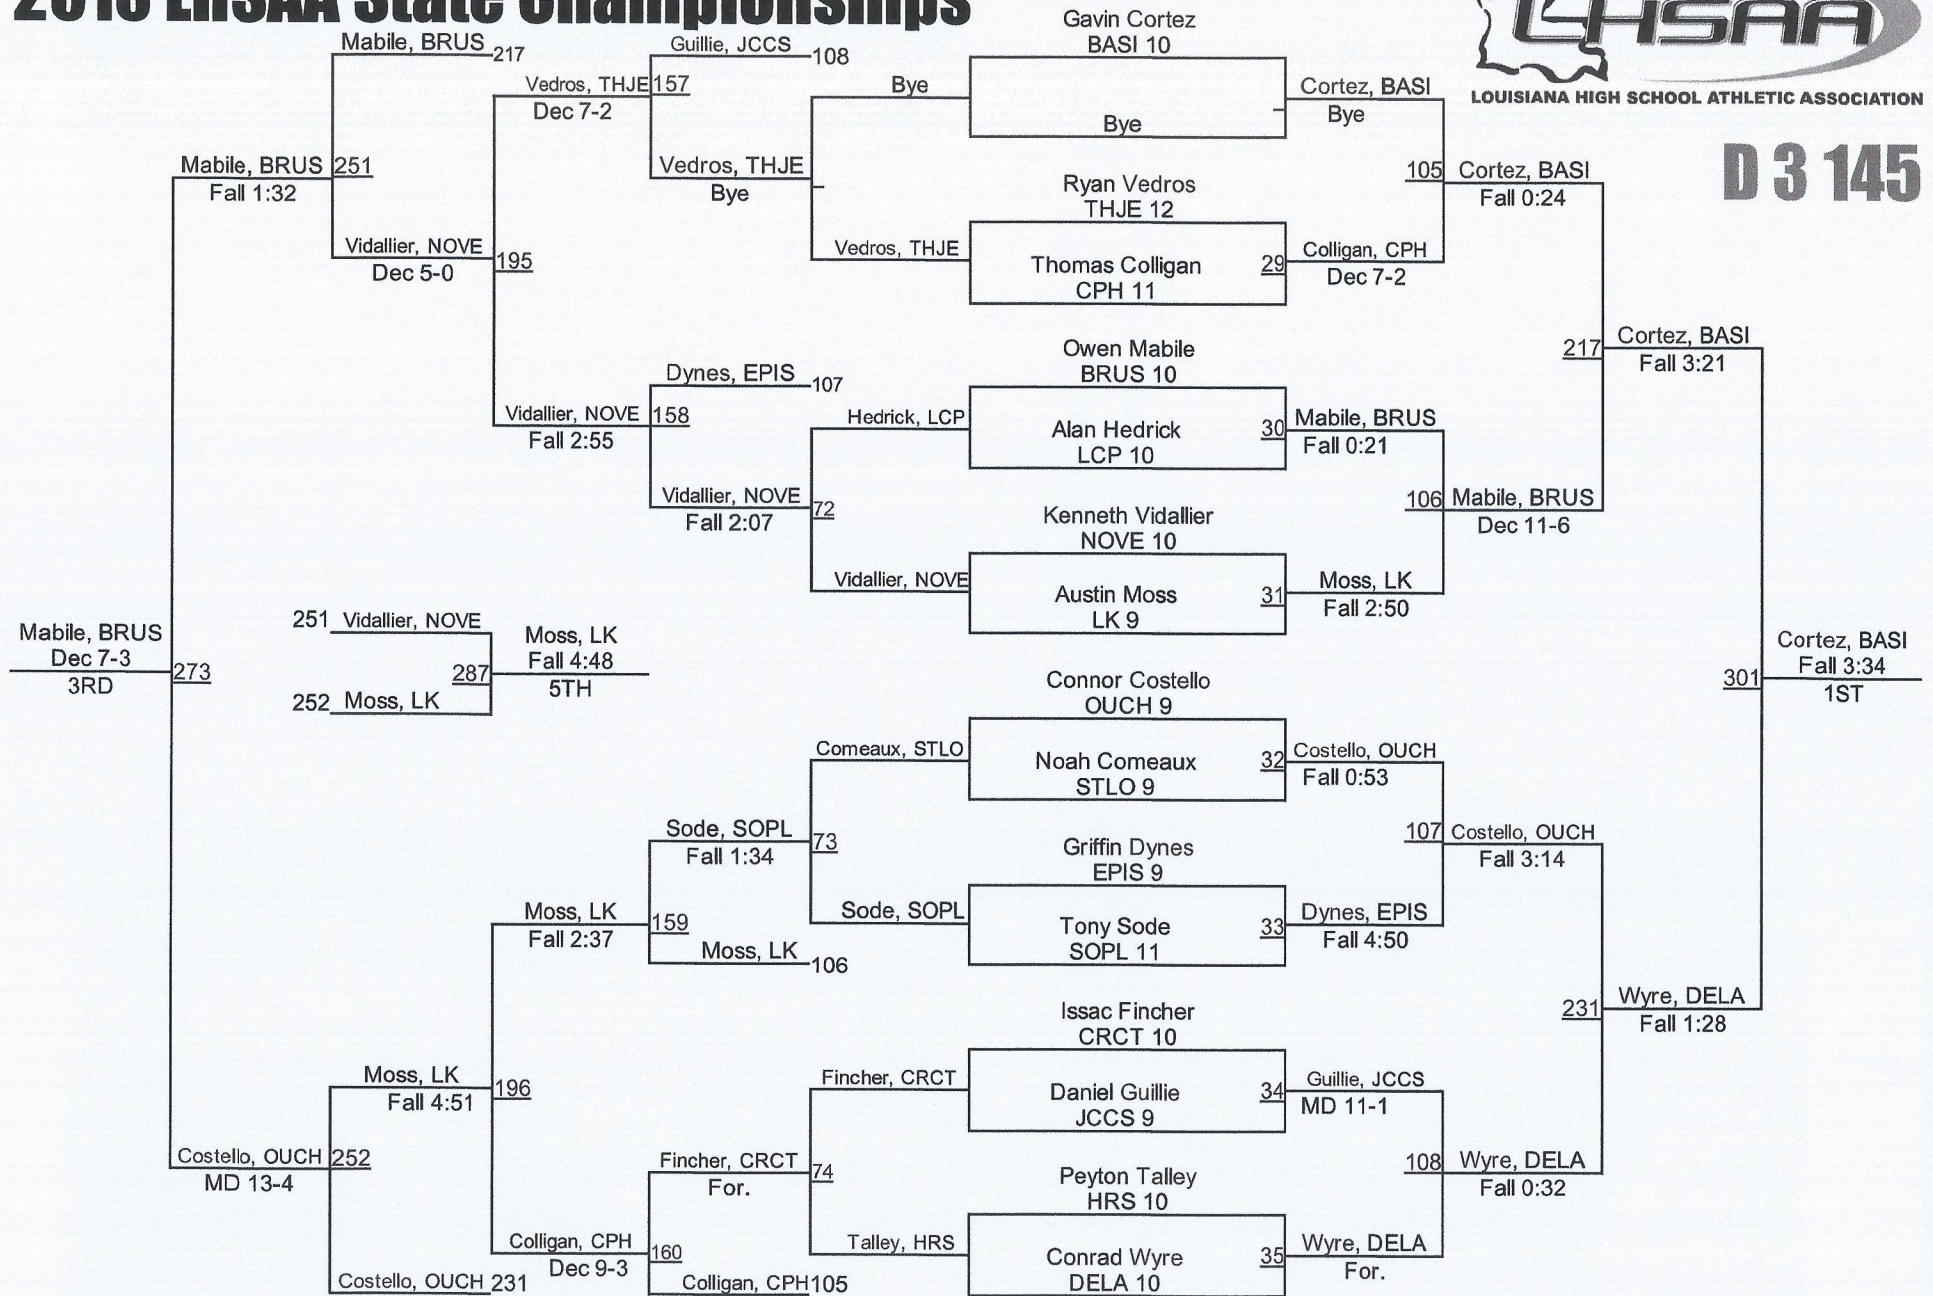 LHSAA State Championships
LHSAA
LOUISIANA HIGH SCHOOL ATHLETIC ASSOCIATION
D 3 145
Mabile, BRUS 217
Mabile, BRUS 251
Fall 1:32
Vidallier, NOVE
Dec 5-0
195
Vedros, THJE 157
Dec 7-2
Guillie, JCCS 108
Vedros, THJE
Bye
Bye
Vedros, THJE
Vidallier, NOVE 158
Fall 2:55
Dynes, EPIS 107
Vidallier, NOVE
Fall 2:07
72
Hedrick, LCP
Vidallier, NOVE
Mabile, BRUS
Dec 7-3
3RD
273
251 Vidallier, NOVE
252 Moss, LK
287
Moss, LK
Fall 4:48
5TH
Comeaux, STLO
Sode, SOPL
Fall 1:34
73
Sode, SOPL
Moss, LK
Fall 2:37
159
Moss, LK 106
Moss, LK
Fall 4:51
196
Fincher, CRCT
Costello, OUCH 252
MD 13-4
Fincher, CRCT
For.
74
Talley, HRS
Colligan, CPH
Dec 9-3
160
Costello, OUCH 231
Colligan, CPH 105
Gavin Cortez
BASI 10
Bye
Ryan Vedros
THJE 12
Thomas Colligan
CPH 11
29
Owen Mabile
BRUS 10
Alan Hedrick
LCP 10
30
Kenneth Vidallier
NOVE 10
Austin Moss
LK 9
31
Connor Costello
OUCH 9
Noah Comeaux
STLO 9
32
Griffin Dynes
EPIS 9
Tony Sode
SOPL 11
33
Issac Fincher
CRCT 10
Daniel Guillie
JCCS 9
34
Peyton Talley
HRS 10
Conrad Wyre
DELA 10
35
Cortez, BASI
Bye
Colligan, CPH
Dec 7-2
Mabile, BRUS
Fall 0:21
Moss, LK
Fall 2:50
Costello, OUCH
Fall 0:53
Dynes, EPIS
Fall 4:50
Guillie, JCCS
MD 11-1
Wyre, DELA
For.
105 Cortez, BASI
Fall 0:24
106 Mabile, BRUS
Dec 11-6
107 Costello, OUCH
Fall 3:14
108 Wyre, DELA
Fall 0:32
217 Cortez, BASI
Fall 3:21
231 Wyre, DELA
Fall 1:28
301
Cortez, BASI
Fall 3:34
1ST